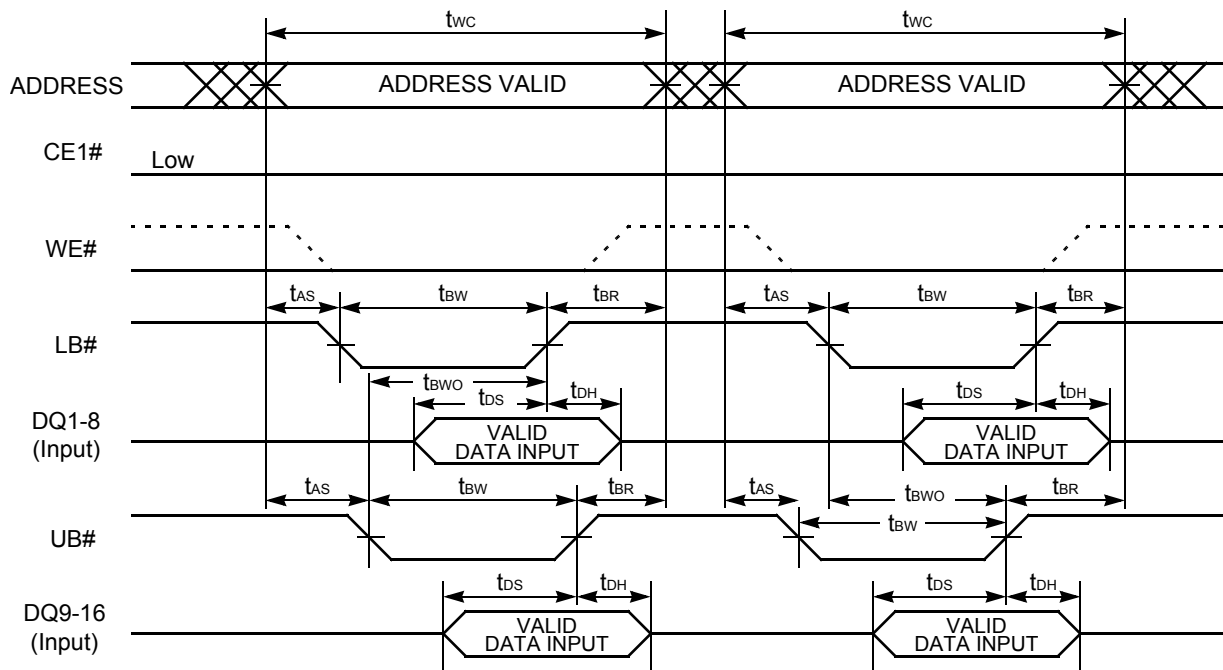 tWC tWC
ADDRESS ADDRESS VALID ADDRESS VALID
CE1# Low
WE#
tAS tBW tBR tAS tBW tBR
LB#
tBWO
tDS tDH tDS tDH
DQ1-8
(Input)
VALID
DATA INPUT
VALID
DATA INPUT
tAS tBW tBR tAS tBWO tBR
tBW
UB#
tDS tDH tDS tDH
DQ9-16
(Input)
VALID
DATA INPUT
VALID
DATA INPUT